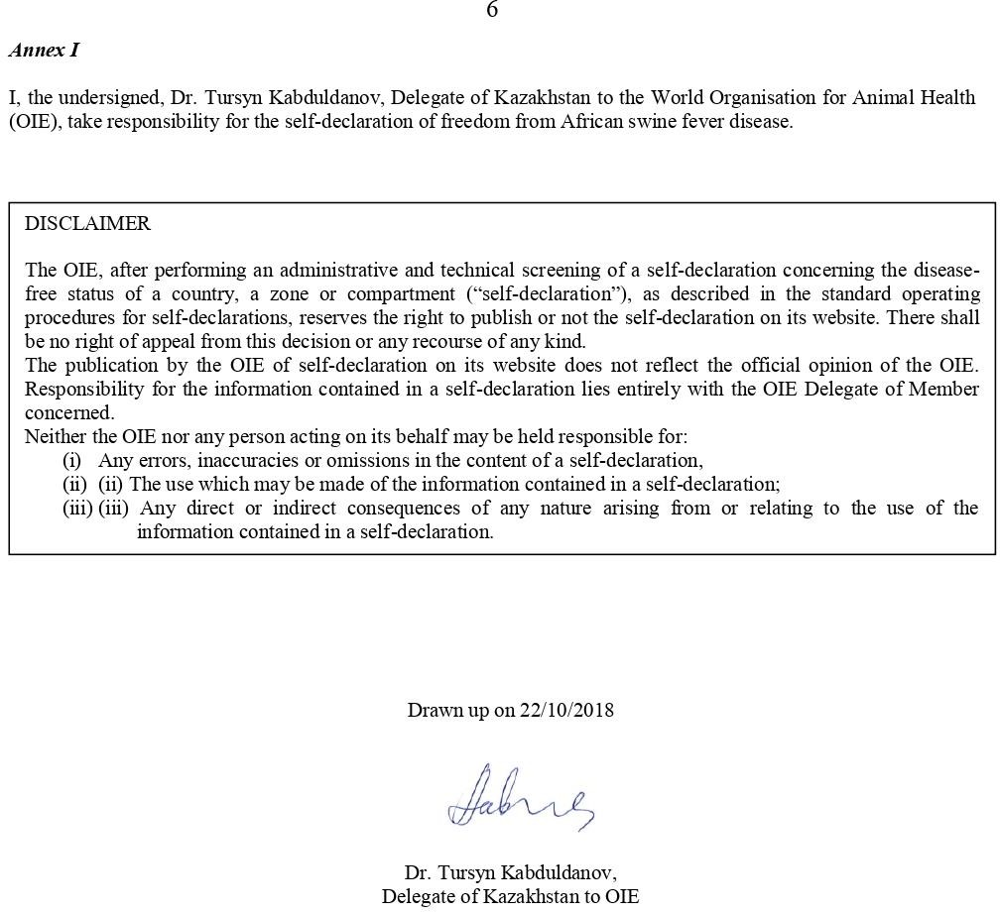 6
Annex I
I, the undersigned, Dr. Tursyn Kabduldanov, Delegate of Kazakhstan to the World Organisation for Animal Health
(OIE), take responsibility for the self-declaration of freedom from African swine fever disease.
DISCLAIMER
The OIE, after performing an administrative and technical screening of a self-declaration concerning the disease-
free status of a country, a zone or compartment (“self-declaration”), as described in the standard operating
procedures for self-declarations, reserves the right to publish or not the self-declaration on its website. There shall
be no right of appeal from this decision or any recourse of any kind.
The publication by the OIE of self-declaration on its website does not reflect the official opinion of the OIE.
Responsibility for the information contained in a self-declaration lies entirely with the OIE Delegate of Member
concerned.
Neither the OIE nor any person acting on its behalf may be held responsible for:
(i) Any errors, inaccuracies or omissions in the content of a self-declaration,
(ii) (ii) The use which may be made of the information contained in a self-declaration;
(iii) (iii) Any direct or indirect consequences of any nature arising from or relating to the use of the
information contained in a self-declaration.
Drawn up on 22/10/2018
Dr. Tursyn Kabduldanov,
Delegate of Kazakhstan to OIE